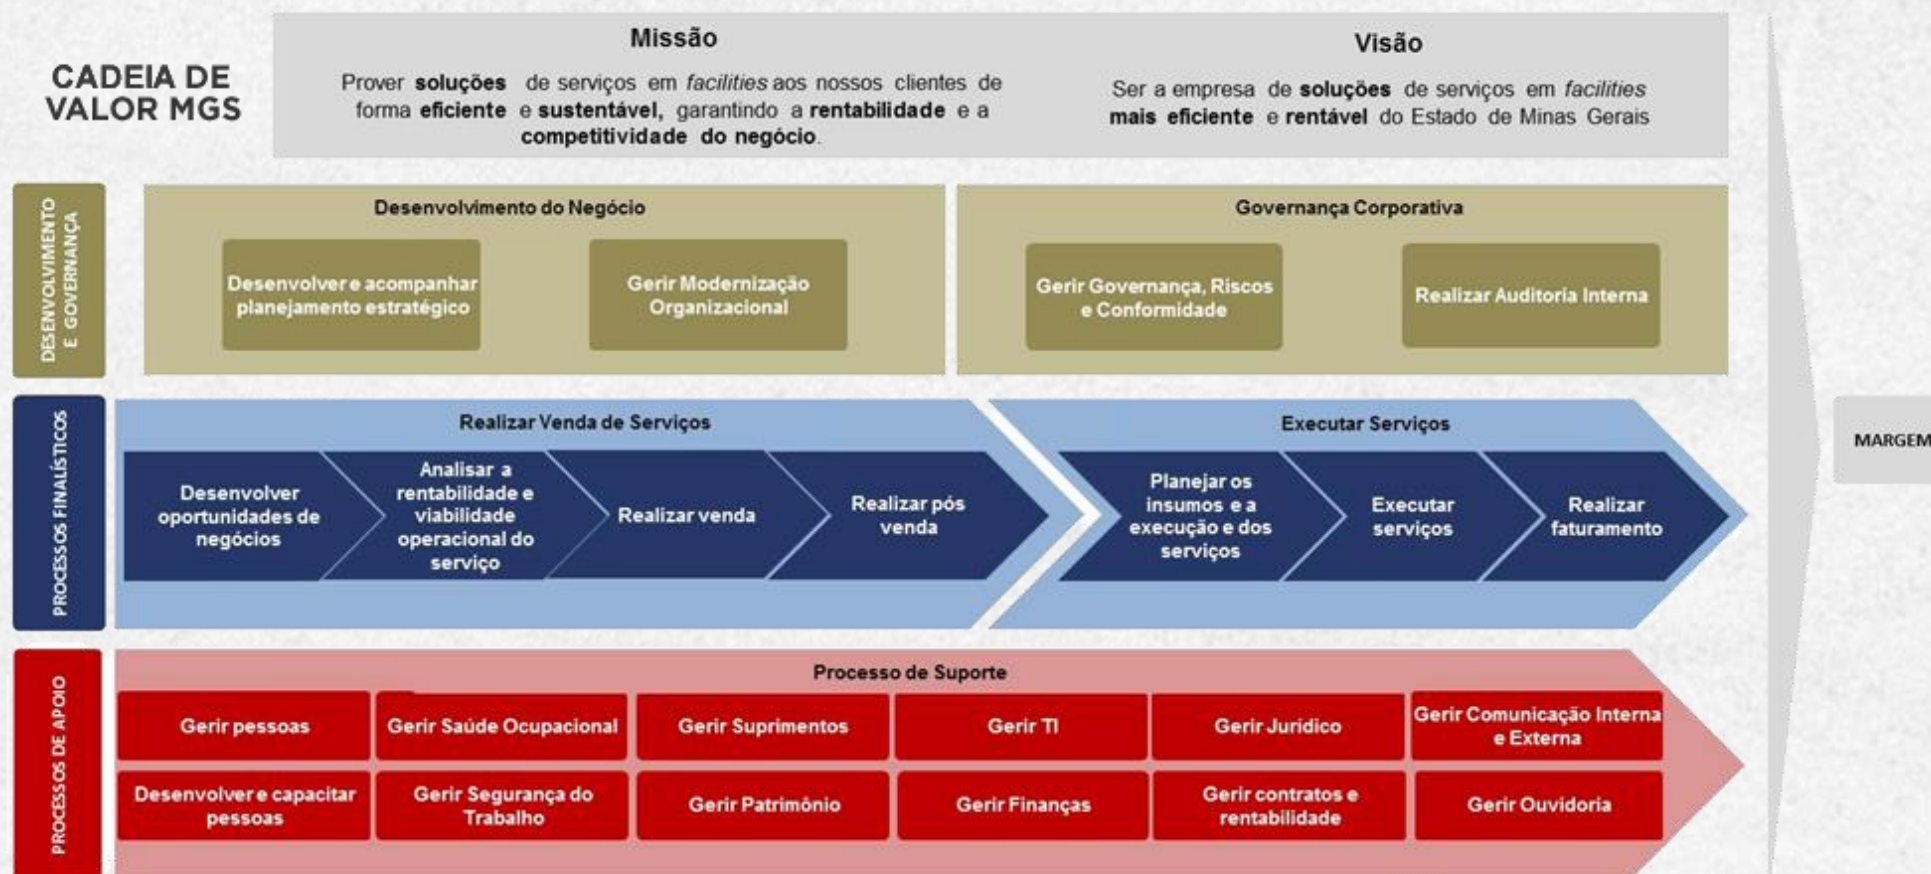 CADEIA DE
VALOR MGS
Missão
Prover soluções de serviços em facilities aos nossos clientes de
forma eficiente e sustentável, garantindo a rentabilidade e a
competitividade do negócio.
Visão
Ser a empresa de soluções de serviços em facilities
mais eficiente e rentável do Estado de Minas Gerais
DESENVOLVIMENTO
E GOVERNANÇA
Desenvolvimento do Negócio
Desenvolver e acompanhar
planejamento estratégico
Gerir Modernização
Organizacional
Governança Corporativa
Gerir Governança, Riscos
e Conformidade
Realizar Auditoria Interna
PROCESSOS FINALÍSTICOS
Realizar Venda de Serviços
Desenvolver
oportunidades de
negócios
Analisar a
rentabilidade e
viabilidade
operacional do
serviço
Realizar venda
Realizar pós
venda
Executar Serviços
Planejar os
insumos e a
execução e dos
serviços
Executar
serviços
Realizar
faturamento
MARGEM
PROCESSOS DE APOIO
Processo de Suporte
Gerir pessoas
Gerir Saúde Ocupacional
Gerir Suprimentos
Gerir TI
Gerir Jurídico
Gerir Comunicação Interna
e Externa
Desenvolver e capacitar
pessoas
Gerir Segurança do
Trabalho
Gerir Patrimônio
Gerir Finanças
Gerir contratos e
rentabilidade
Gerir Ouvidoria